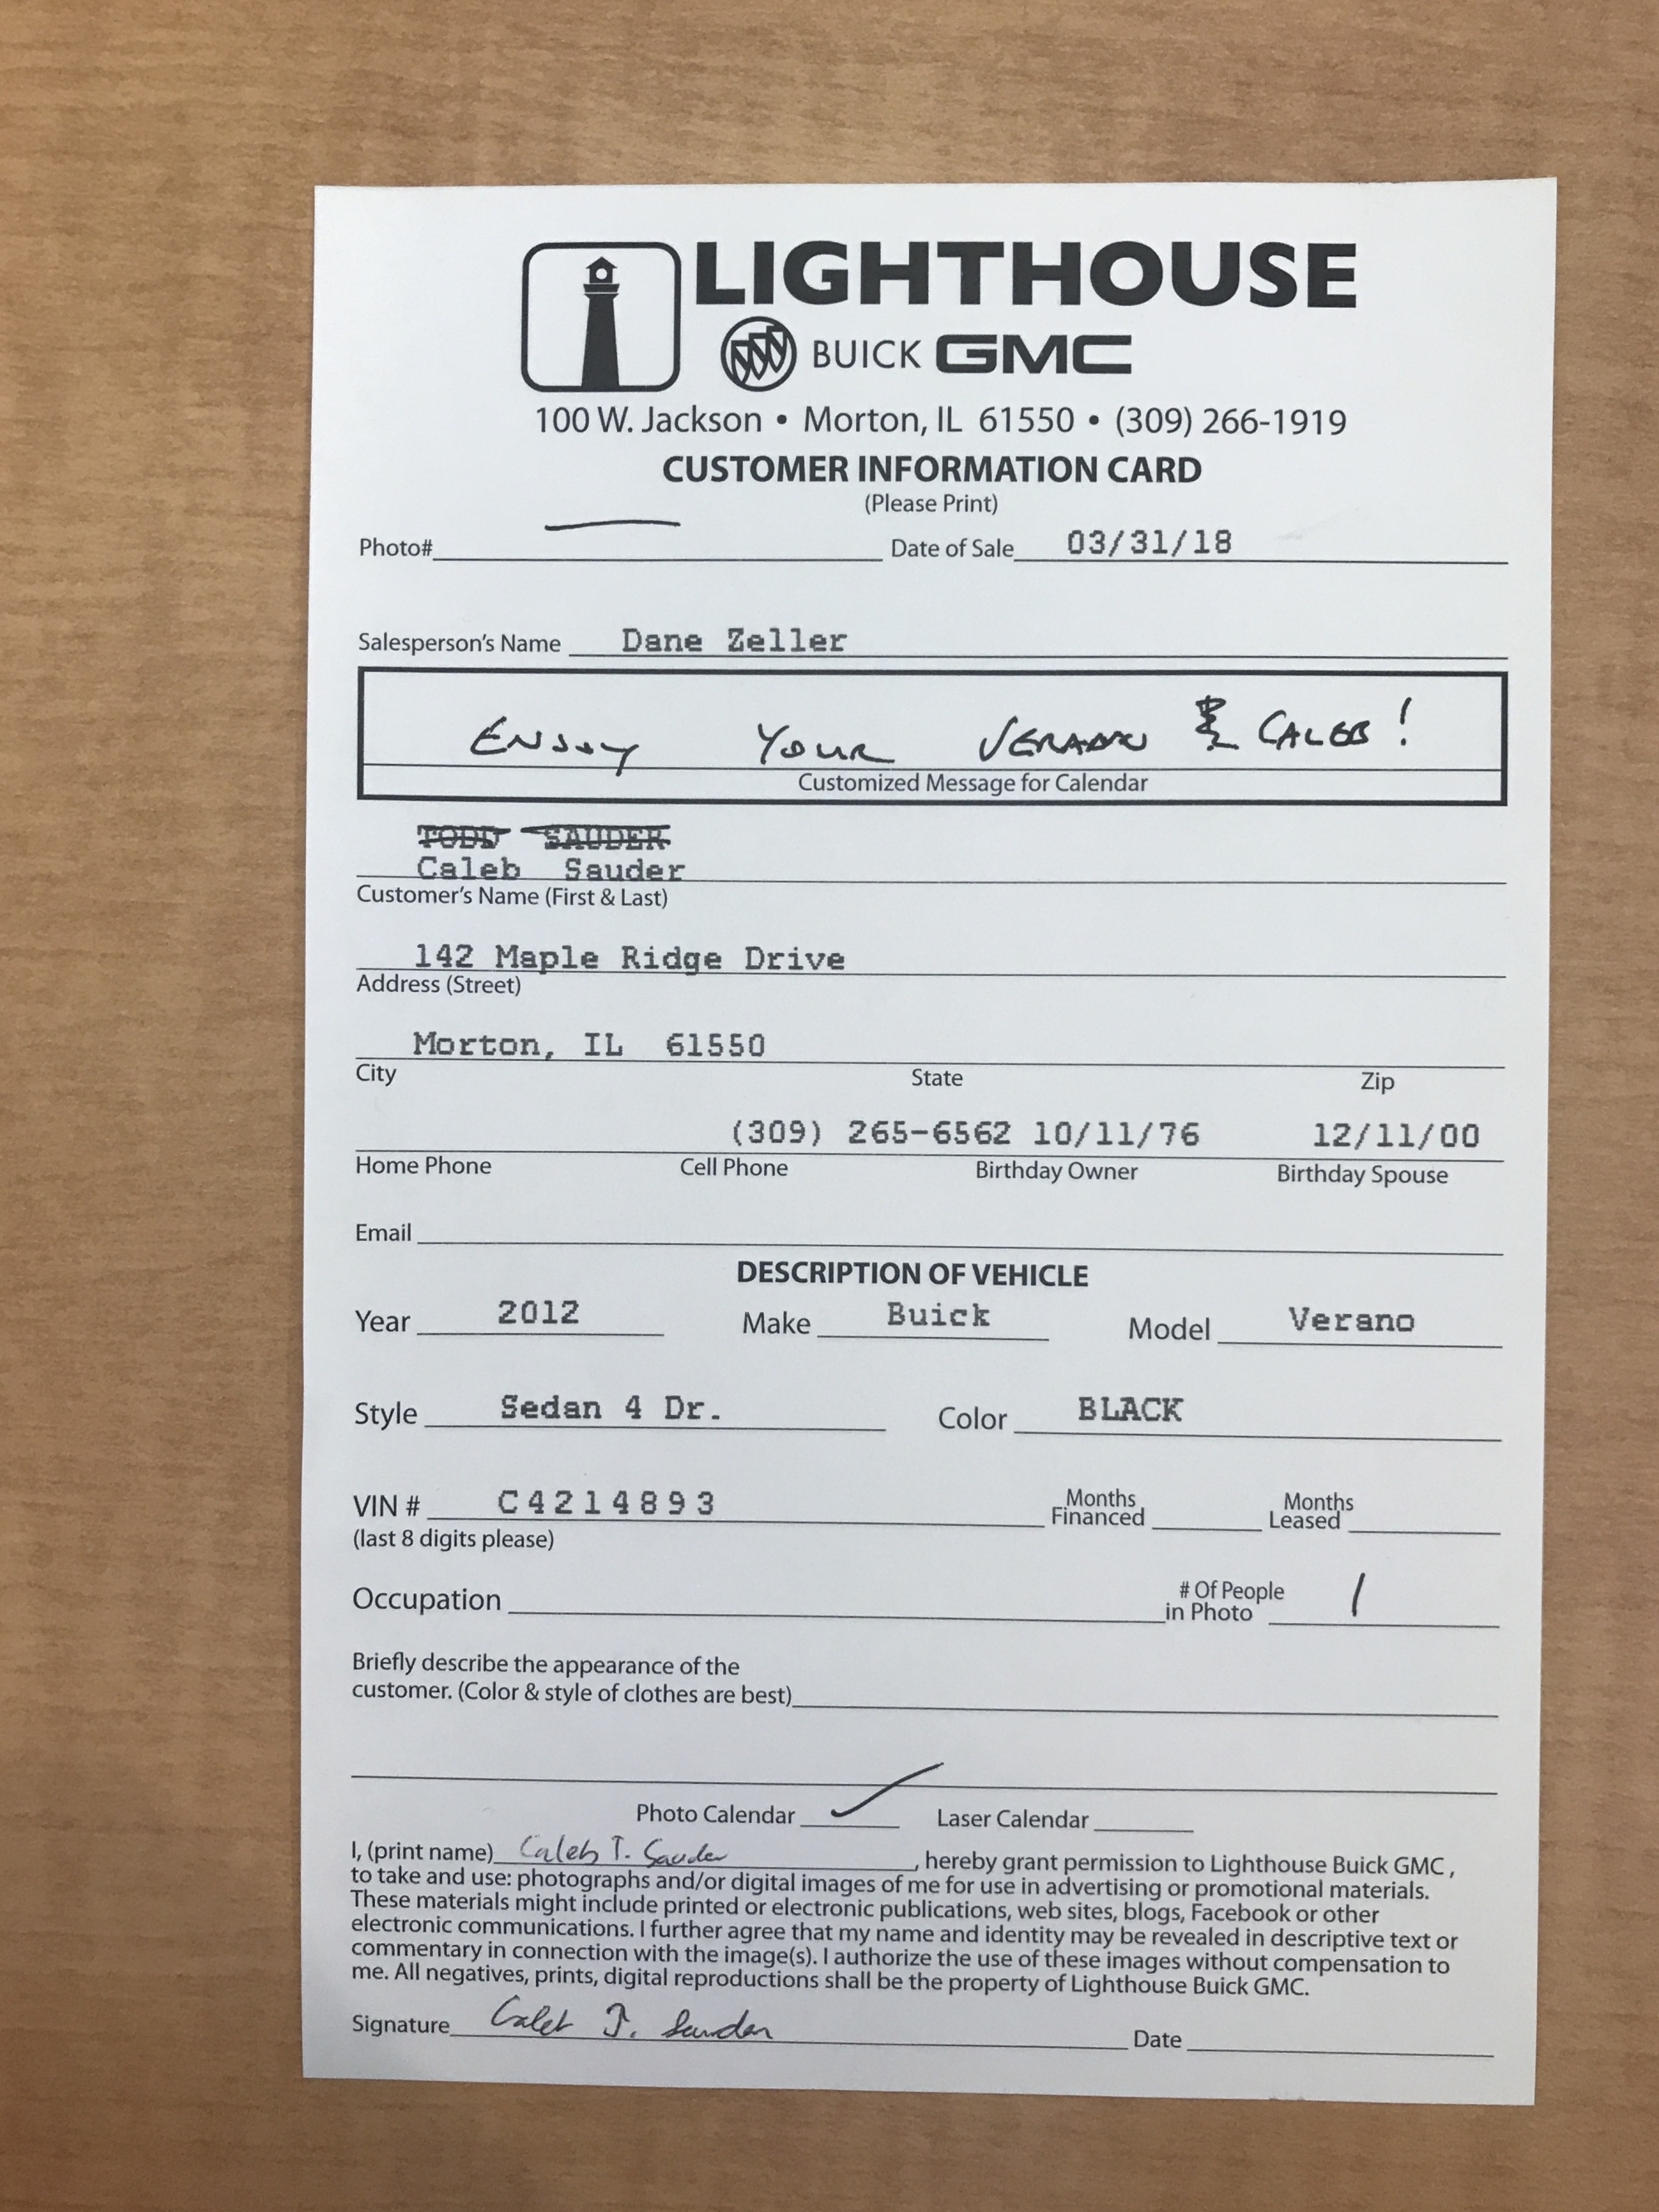 LIGHTHOUSE
BUICK GMC
100 W. Jackson • Morton, IL 61550 • (309) 266-1919
CUSTOMER INFORMATION CARD
(Please Print)
Photo# Date of Sale 03/31/18
Salesperson's Name Dane Zeller
ENJOY YOUR VERANO CALEB!
Customized Message for Calendar
TODD SAUDER
Caleb Sauder
Customer's Name (First & Last)
142 Maple Ridge Drive
Address (Street)
Morton, IL 61550
City State Zip
(309) 265-6562 10/11/76 12/11/00
Home Phone Cell Phone Birthday Owner Birthday Spouse
Email
DESCRIPTION OF VEHICLE
Year 2012 Make Buick Model Verano
Style Sedan 4 Dr. Color BLACK
VIN # C4214893 Months Financed Months Leased
(last 8 digits please)
Occupation # Of People in Photo 1
Briefly describe the appearance of the
customer. (Color & style of clothes are best)
Photo Calendar ✓ Laser Calendar
I, (print name) Caleb T. Sauder, hereby grant permission to Lighthouse Buick GMC,
to take and use: photographs and/or digital images of me for use in advertising or promotional materials.
These materials might include printed or electronic publications, web sites, blogs, Facebook or other
electronic communications. I further agree that my name and identity may be revealed in descriptive text or
commentary in connection with the image(s). I authorize the use of these images without compensation to
me. All negatives, prints, digital reproductions shall be the property of Lighthouse Buick GMC.
Signature Caleb T. Sauder Date